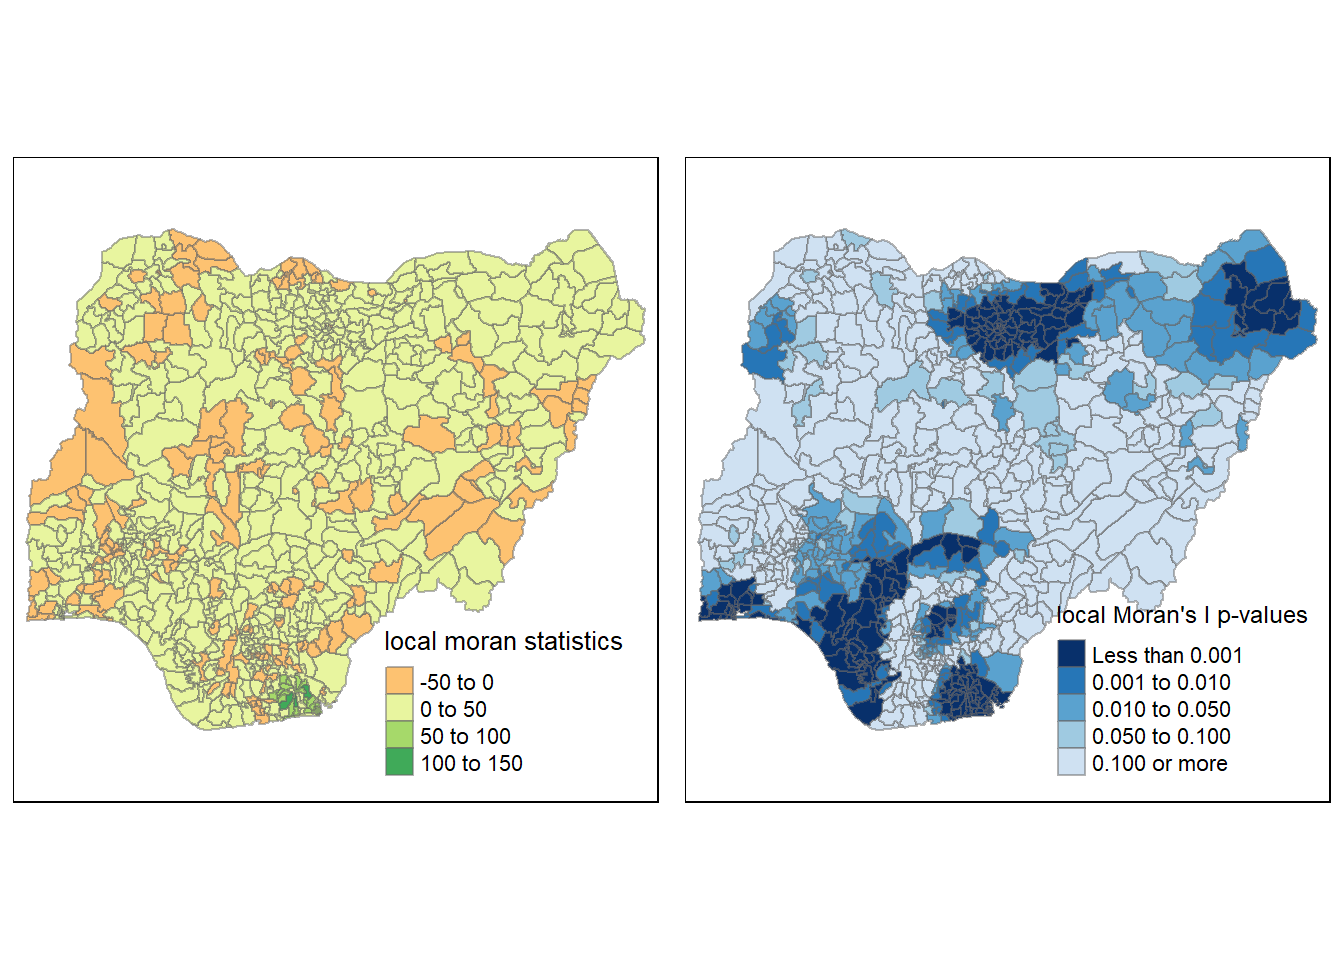 local moran statistics
-50 to 0
0 to 50
50 to 100
100 to 150
local Moran's I p-values
Less than 0.001
0.001 to 0.010
0.010 to 0.050
0.050 to 0.100
0.100 or more